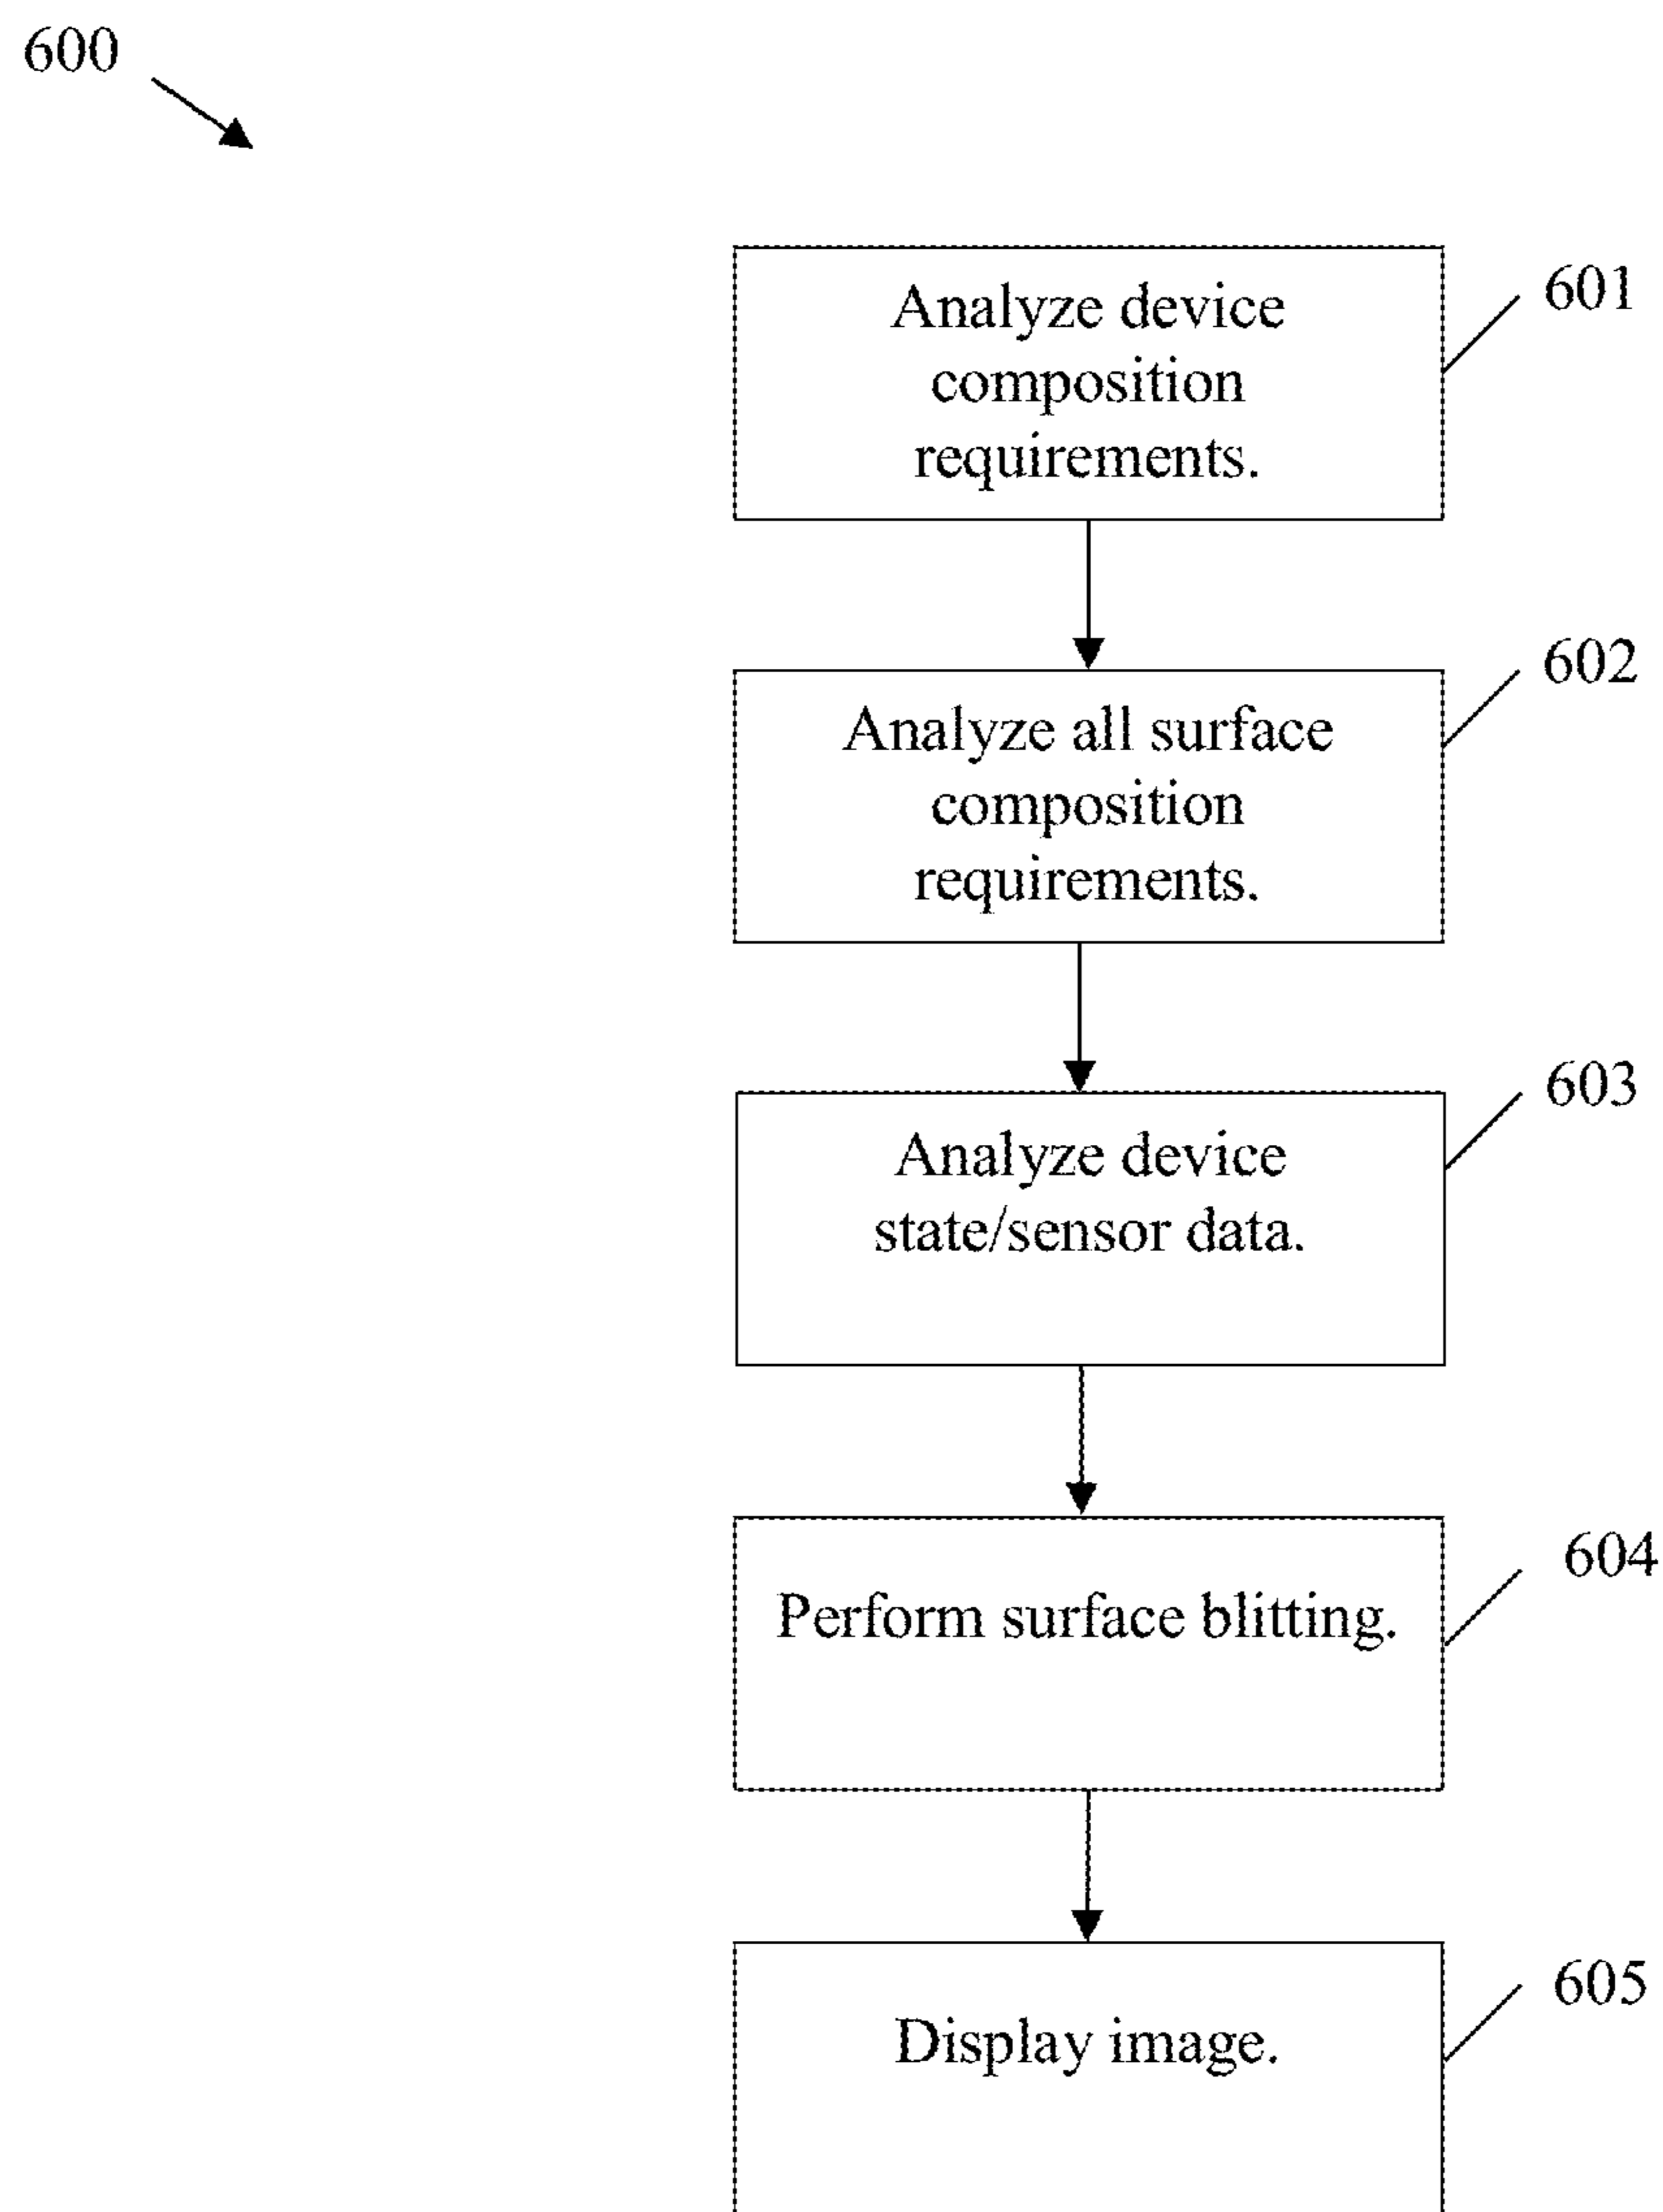 600
Analyze device
composition
requirements.
601
Analyze all surface
composition
requirements.
602
Analyze device
state/sensor data.
603
Perform surface blitting.
604
Display image.
605